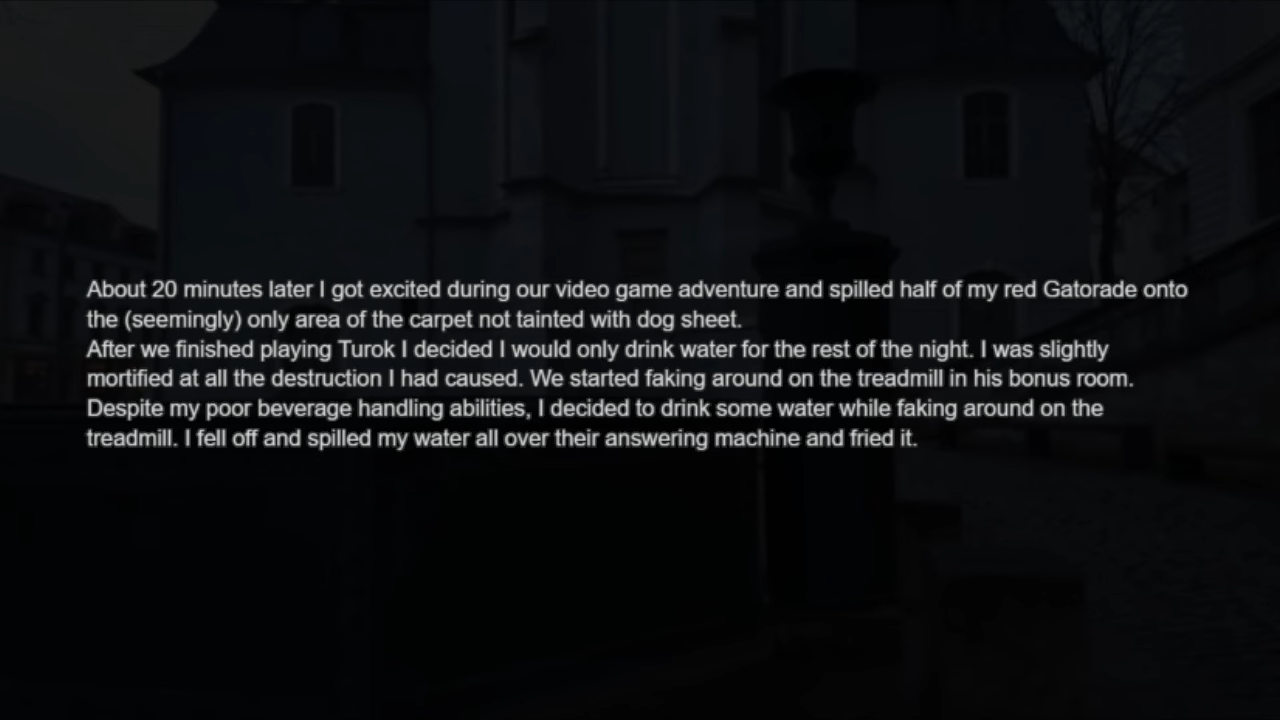 About 20 minutes later I got excited during our video game adventure and spilled half of my red Gatorade onto
the (seemingly) only area of the carpet not tainted with dog sheet.
After we finished playing Turok I decided I would only drink water for the rest of the night. I was slightly
mortified at all the destruction I had caused. We started faking around on the treadmill in his bonus room.
Despite my poor beverage handling abilities, I decided to drink some water while faking around on the
treadmill. I fell off and spilled my water all over their answering machine and fried it.